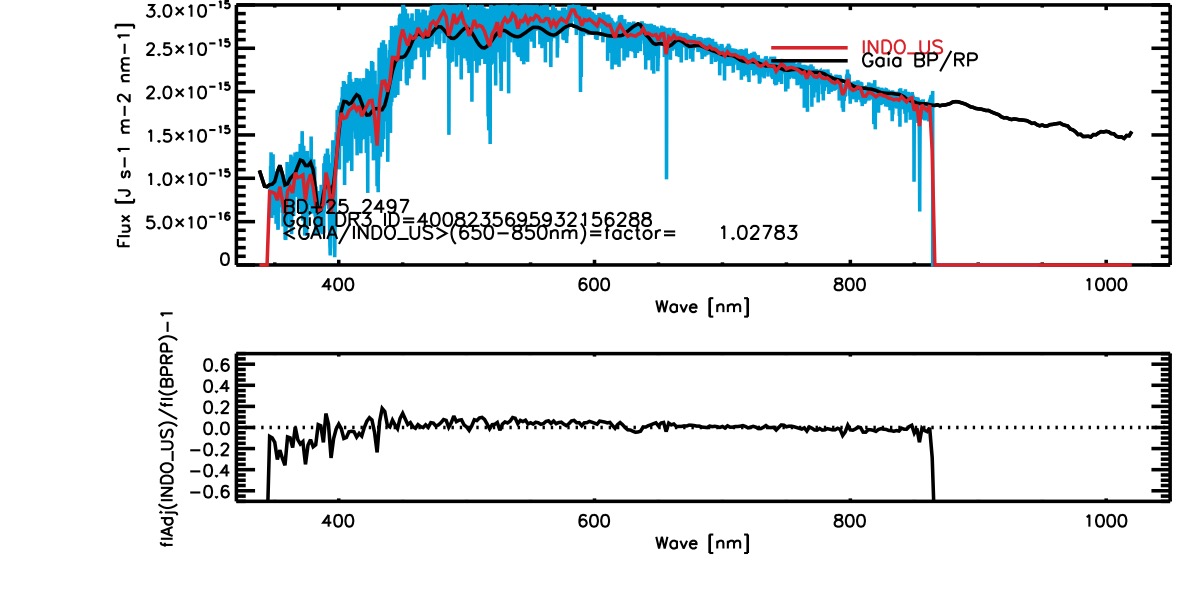 3.0×10−15
2.5×10−15
2.0×10−15
1.5×10−15
1.0×10−15
5.0×10−16
0
Flux [J s−1 m−2 nm−1]
INDO_US
Gaia BP/RP
BD+25_2497
Gaia DR3 ID=4008235695932156288
<GAIA/INDO_US>(650−850nm)=factor= 1.02783
400 600 800 1000
Wave [nm]
flAdj(INDO_US)/fl(BPRP)−1
0.6
0.4
0.2
0.0
−0.2
−0.4
−0.6
400 600 800 1000
Wave [nm]